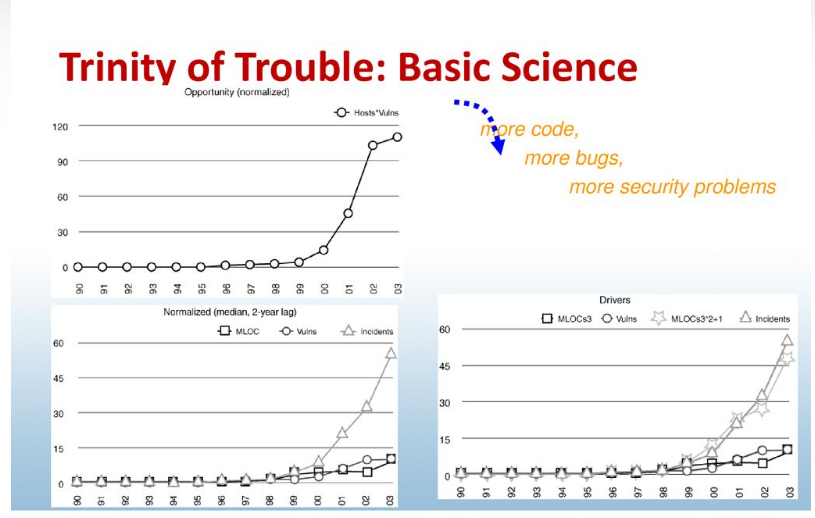 Trinity of Trouble: Basic Science
Opportunity (normalized)
Hosts*Vulns
120
90
60
30
0
90 91 92 93 94 95 96 97 98 99 00 01 02 03
more code,
more bugs,
more security problems
Normalized (median, 2-year lag)
MLOC Vulns Incidents
60
45
30
15
0
90 91 92 93 94 95 96 97 98 99 00 01 02 03
Drivers
MLOCs3 Vulns MLOCs3^2+1 Incidents
60
45
30
15
0
90 91 92 93 94 95 96 97 98 99 00 01 02 03